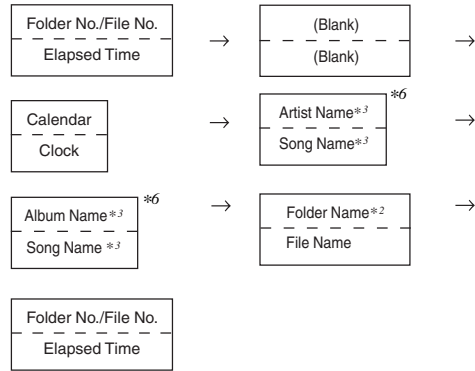 Folder No./File No.
Elapsed Time
→
(Blank)
(Blank)
→
Calendar
Clock
→
Artist Name*3
Song Name*3
*6
→
Album Name*3
Song Name *3
*6
→
Folder Name*2
File Name
→
Folder No./File No.
Elapsed Time